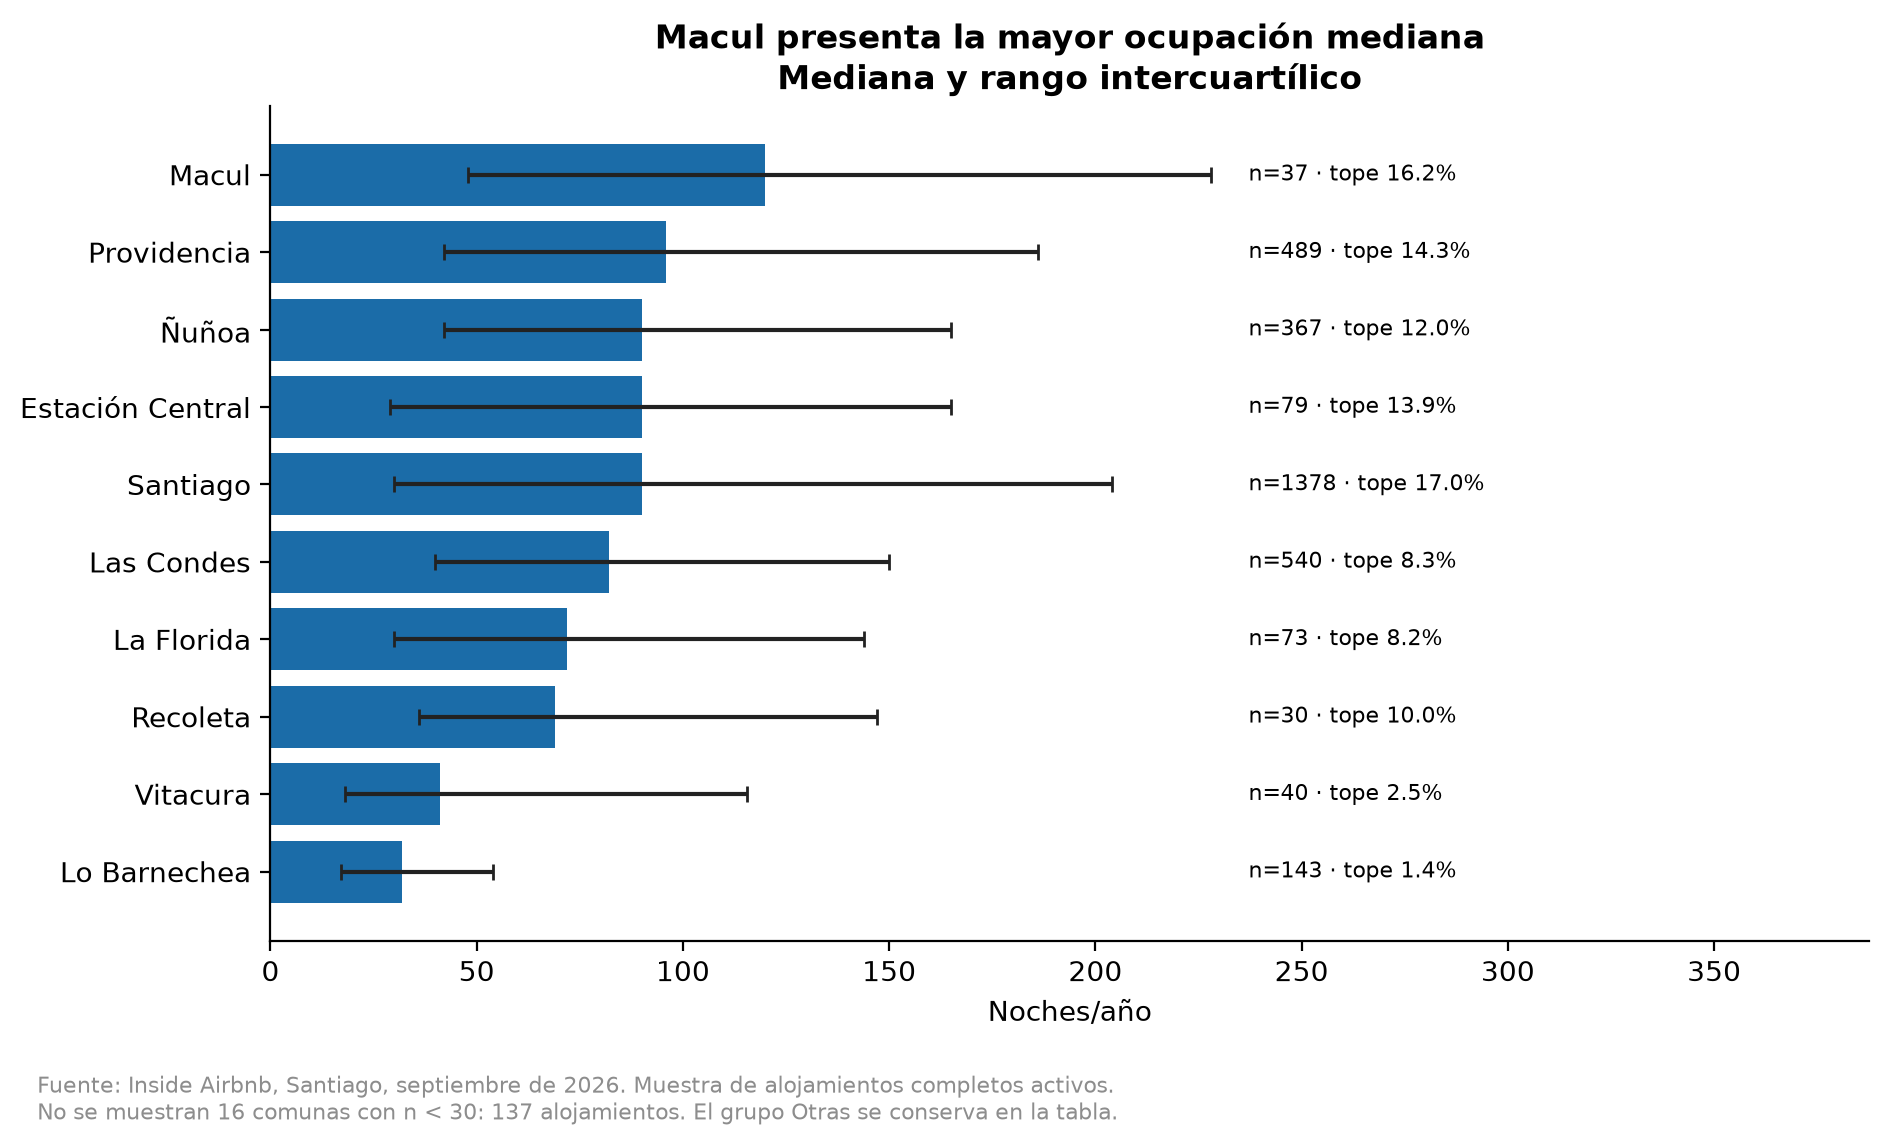 Macul presenta la mayor ocupación mediana
Mediana y rango intercuartílico
Macul
n=37 · tope 16.2%
Providencia
n=489 · tope 14.3%
Ñuñoa
n=367 · tope 12.0%
Estación Central
n=79 · tope 13.9%
Santiago
n=1378 · tope 17.0%
Las Condes
n=540 · tope 8.3%
La Florida
n=73 · tope 8.2%
Recoleta
n=30 · tope 10.0%
Vitacura
n=40 · tope 2.5%
Lo Barnechea
n=143 · tope 1.4%
0 50 100 150 200 250 300 350
Noches/año
Fuente: Inside Airbnb, Santiago, septiembre de 2026. Muestra de alojamientos completos activos.
No se muestran 16 comunas con n < 30: 137 alojamientos. El grupo Otras se conserva en la tabla.